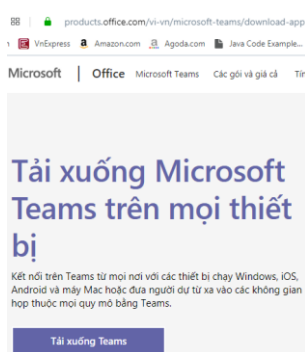 products.office.com/vi-vn/microsoft-teams/download-app
VnExpress Amazon.com Agoda.com Java Code Example...
Microsoft | Office Microsoft Teams Các gói và giá cả
Tải xuống Microsoft
Teams trên mọi thiết
bị
Kết nối trên Teams từ mọi nơi với các thiết bị chạy Windows, iOS,
Android và máy Mac hoặc đưa người dự từ xa vào các không gian
họp thuộc mọi quy mô bằng Teams.
Tải xuống Teams